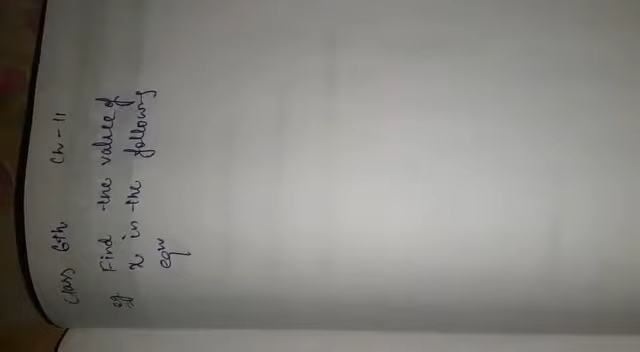 Class 6th Ch-11
Q Find the value of
x in the following
eqn